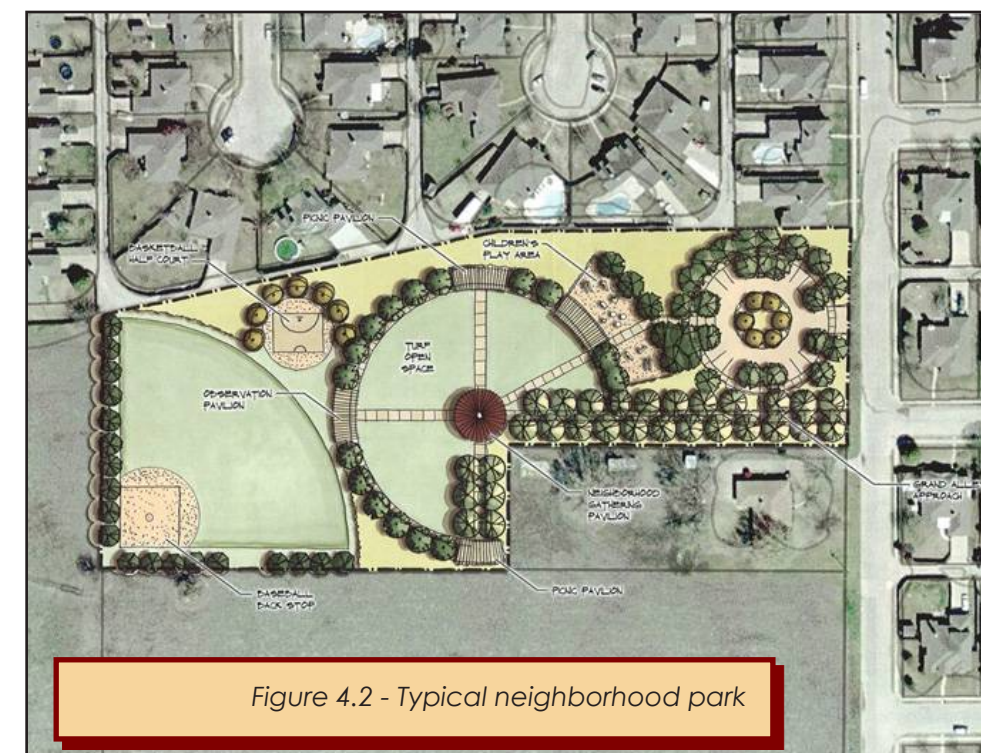 PICNIC PAVILION
BASKETBALL
HALF COURT
CHILDREN'S
PLAY AREA
TURF
OPEN
SPACE
OBSERVATION
PAVILION
NEIGHBORHOOD
GATHERING
PAVILION
GRAND ALLE
APPROACH
BASEBALL
BACK STOP
PICNIC PAVILION
Figure 4.2 - Typical neighborhood park